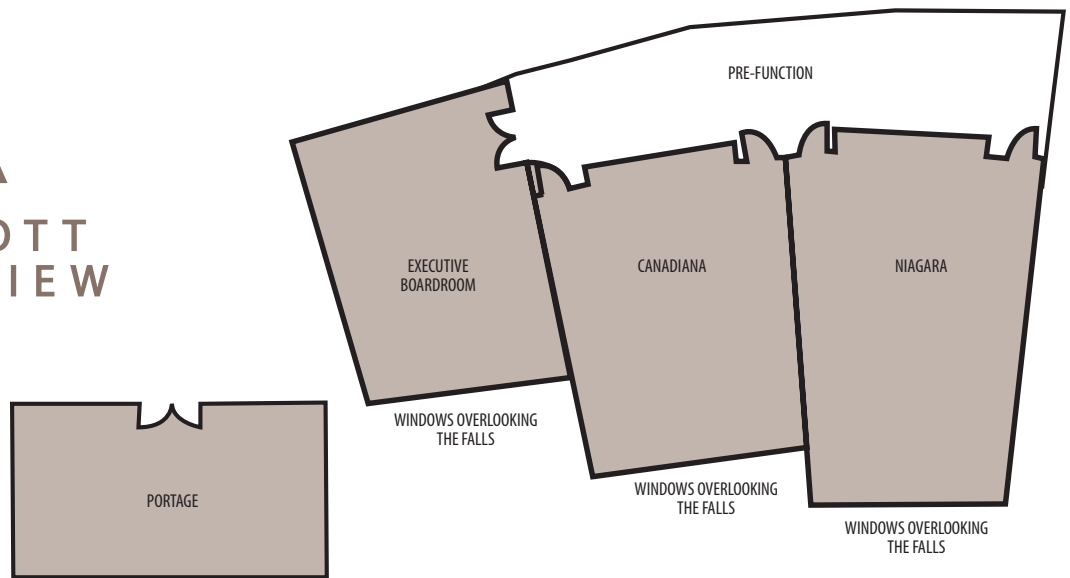 PRE-FUNCTION
OTT
IEW
EXECUTIVE
BOARDROOM
CANADIANA
NIAGARA
WINDOWS OVERLOOKING
THE FALLS
PORTAGE
WINDOWS OVERLOOKING
THE FALLS
WINDOWS OVERLOOKING
THE FALLS